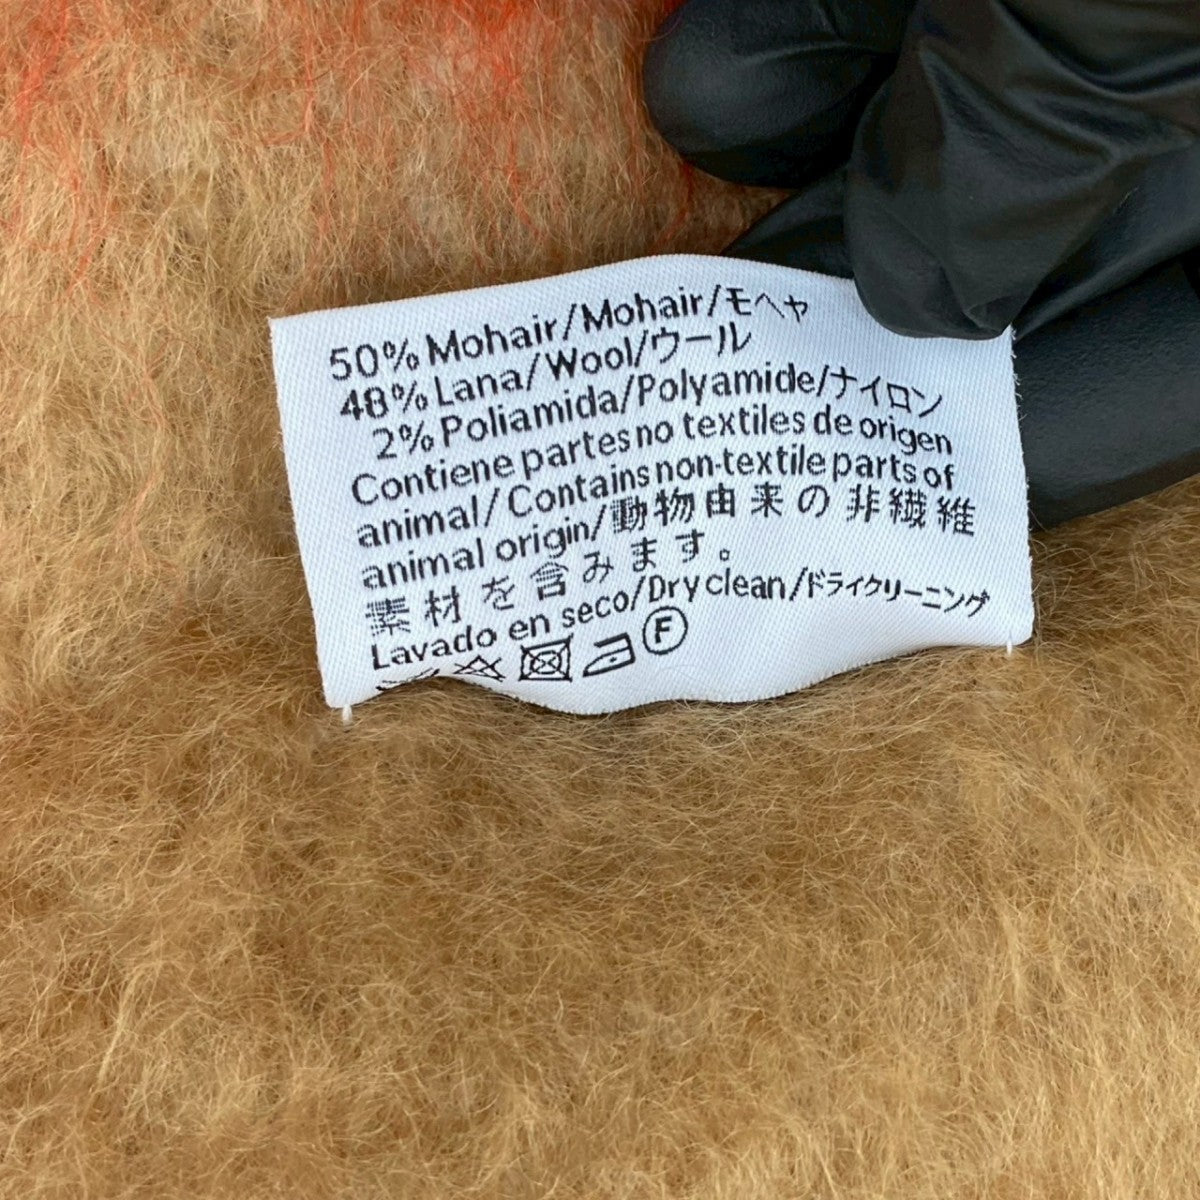 50% Mohair/Mohair/モヘヤ
48% Lana/Wool/ウール
2% Poliamida/Polyamide/ナイロン
Contiene partes no textiles de origen
animal/Contains non-textile parts of
animal origin/動物由来の非繊維
素材を含みます。
Lavado en seco/Dry clean/ドライクリーニング
F